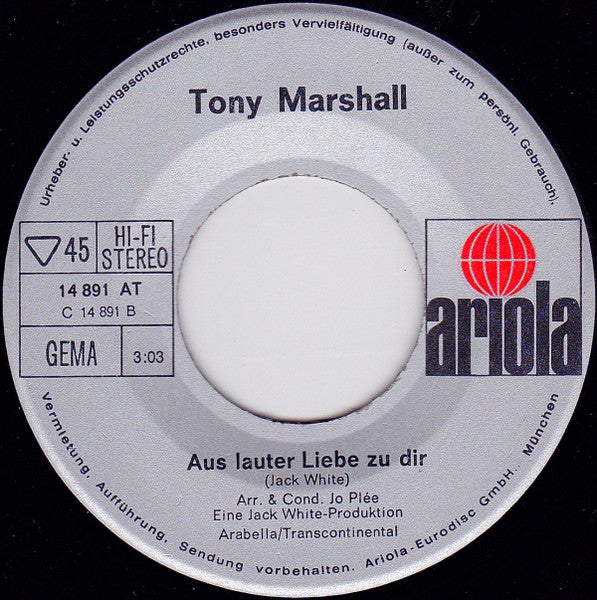 Urheber- u. Leistungsschutzrechte, besonders Vervielfältigung (außer zum persönl. Gebrauch),
Tony Marshall
45
HI-FI
STEREO
14 891 AT
C 14 891 B
GEMA
3:03
ariola
Aus lauter Liebe zu dir
(Jack White)
Arr. & Cond. Jo Plée
Eine Jack White-Produktion
Arabella/Transcontinental
Vermietung, Aufführung, Sendung vorbehalten. Ariola-Eurodisc GmbH. München